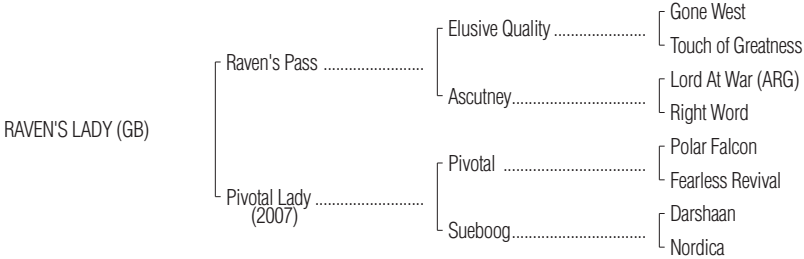 Gone West
Elusive Quality ......................
Touch of Greatness
Raven's Pass ........................
Lord At War (ARG)
Ascutney................................
Right Word
RAVEN'S LADY (GB)
Polar Falcon
Pivotal ..................................
Fearless Revival
Pivotal Lady ..........................
(2007)
Darshaan
Sueboog................................
Nordica